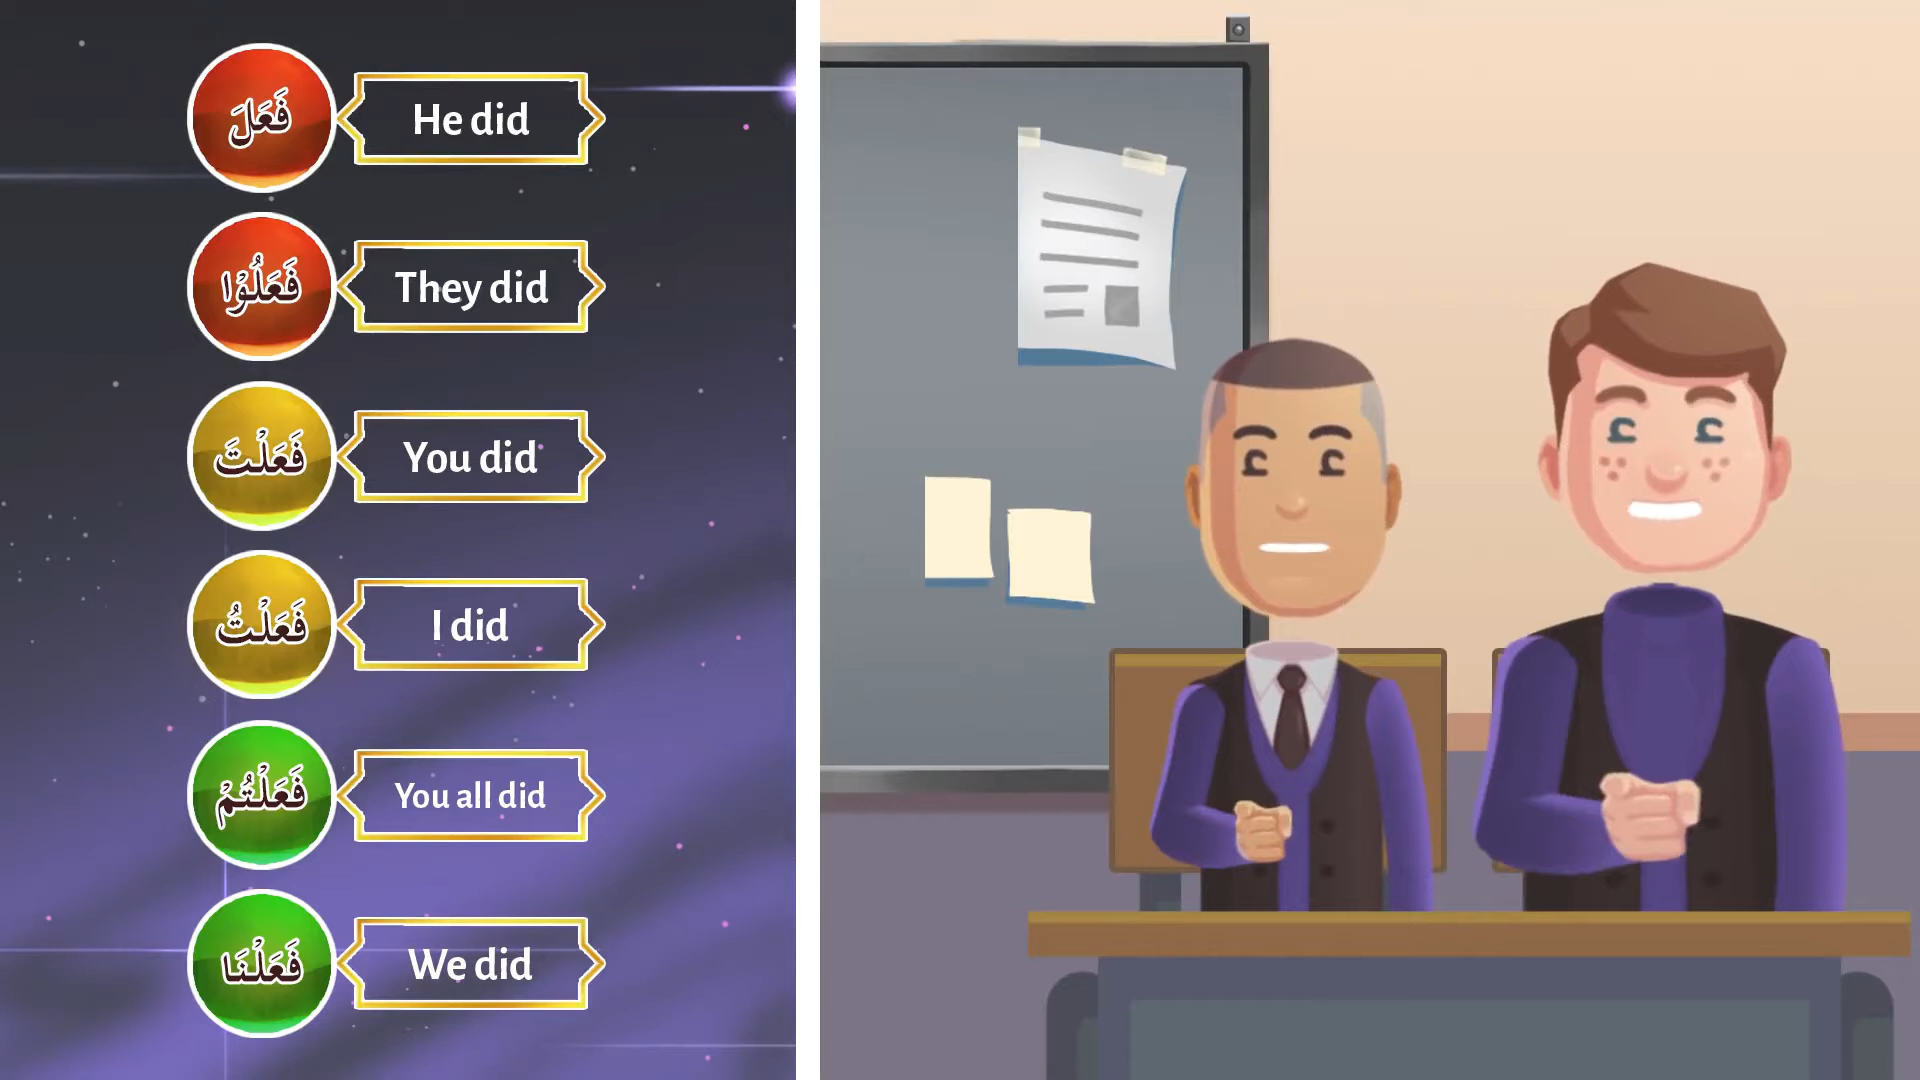 فَعَلَ
He did
فَعَلُوْا
They did
فَعَلْتَ
You did
فَعَلْتُ
I did
فَعَلْتُمْ
You all did
فَعَلْنَا
We did